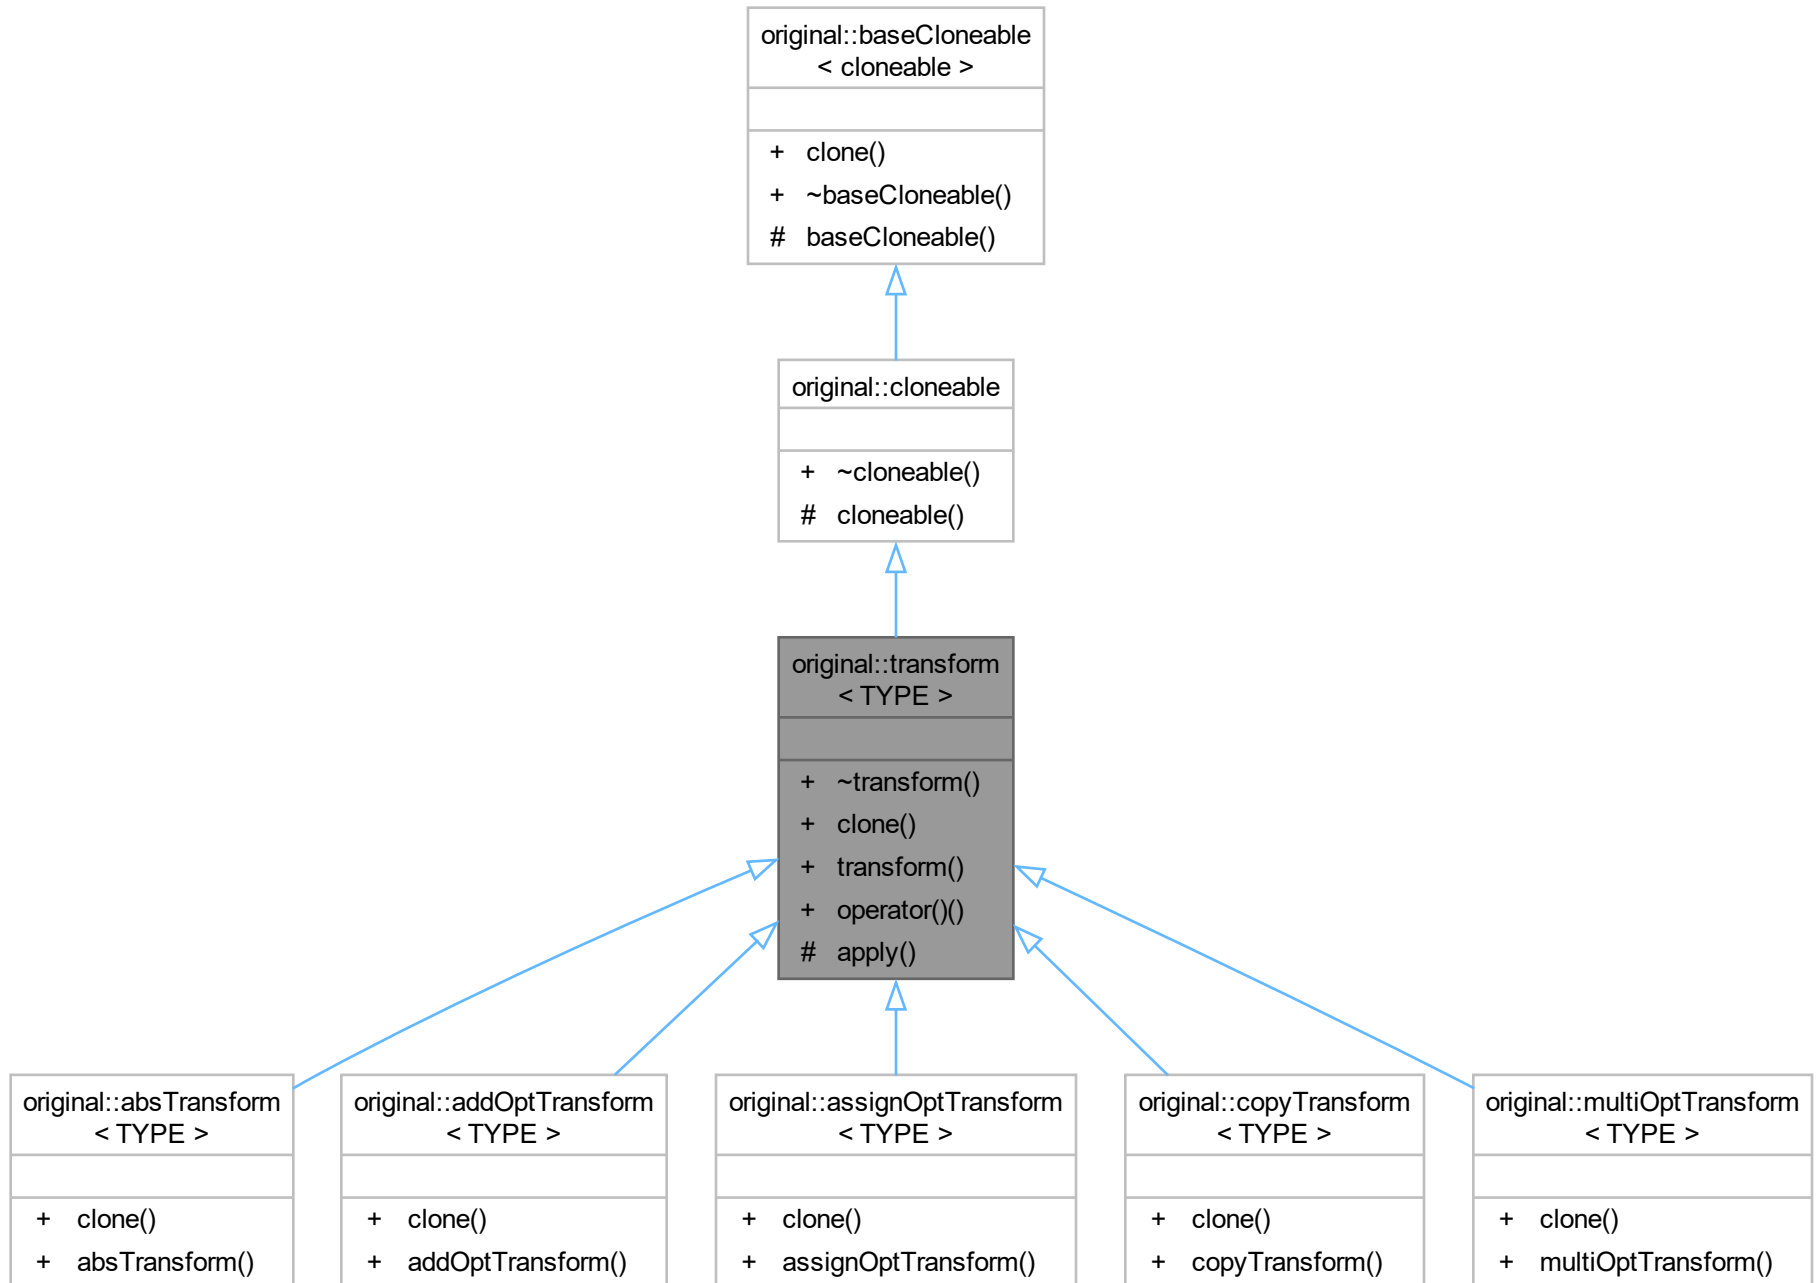 original::baseCloneable
< cloneable >
+ clone()
+ ~baseCloneable()
# baseCloneable()
original::cloneable
+ ~cloneable()
# cloneable()
original::transform
< TYPE >
+ ~transform()
+ clone()
+ transform()
+ operator()()
# apply()
original::absTransform
< TYPE >
+ clone()
+ absTransform()
original::addOptTransform
< TYPE >
+ clone()
+ addOptTransform()
original::assignOptTransform
< TYPE >
+ clone()
+ assignOptTransform()
original::copyTransform
< TYPE >
+ clone()
+ copyTransform()
original::multiOptTransform
< TYPE >
+ clone()
+ multiOptTransform()